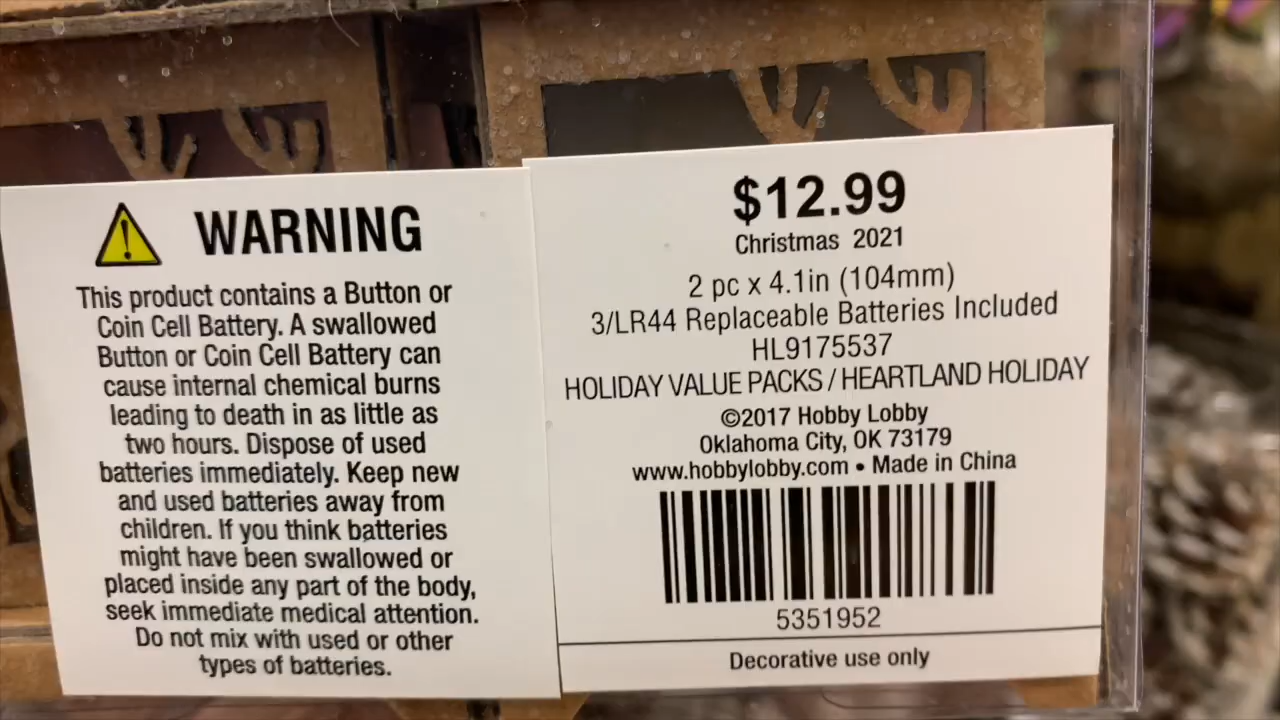 WARNING
This product contains a Button or
Coin Cell Battery. A swallowed
Button or Coin Cell Battery can
cause internal chemical burns
leading to death in as little as
two hours. Dispose of used
batteries immediately. Keep new
and used batteries away from
children. If you think batteries
might have been swallowed or
placed inside any part of the body,
seek immediate medical attention.
Do not mix with used or other
types of batteries.
$12.99
Christmas 2021
2 pc x 4.1in (104mm)
3/LR44 Replaceable Batteries Included
HL9175537
HOLIDAY VALUE PACKS / HEARTLAND HOLIDAY
©2017 Hobby Lobby
Oklahoma City, OK 73179
www.hobbylobby.com • Made in China
5351952
Decorative use only